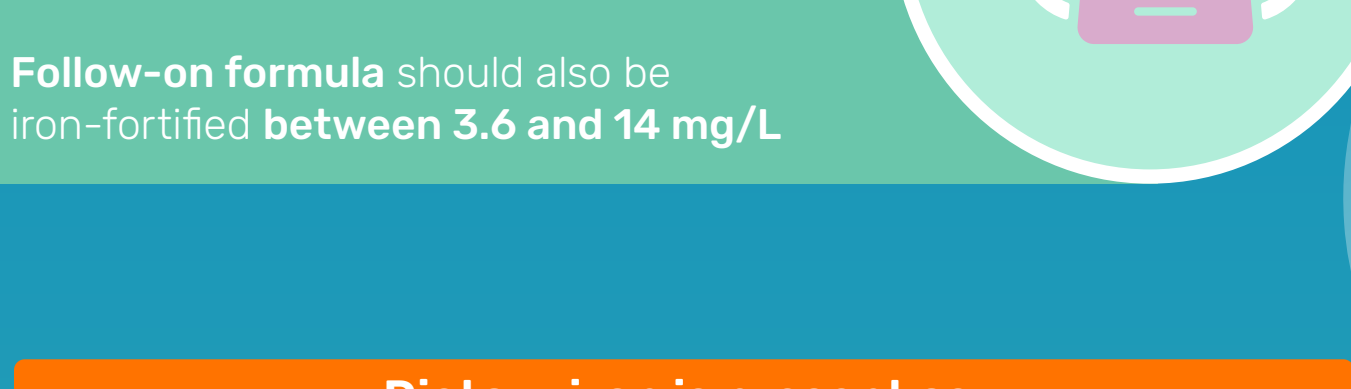 Follow-on formula should also be
iron-fortified between 3.6 and 14 mg/L